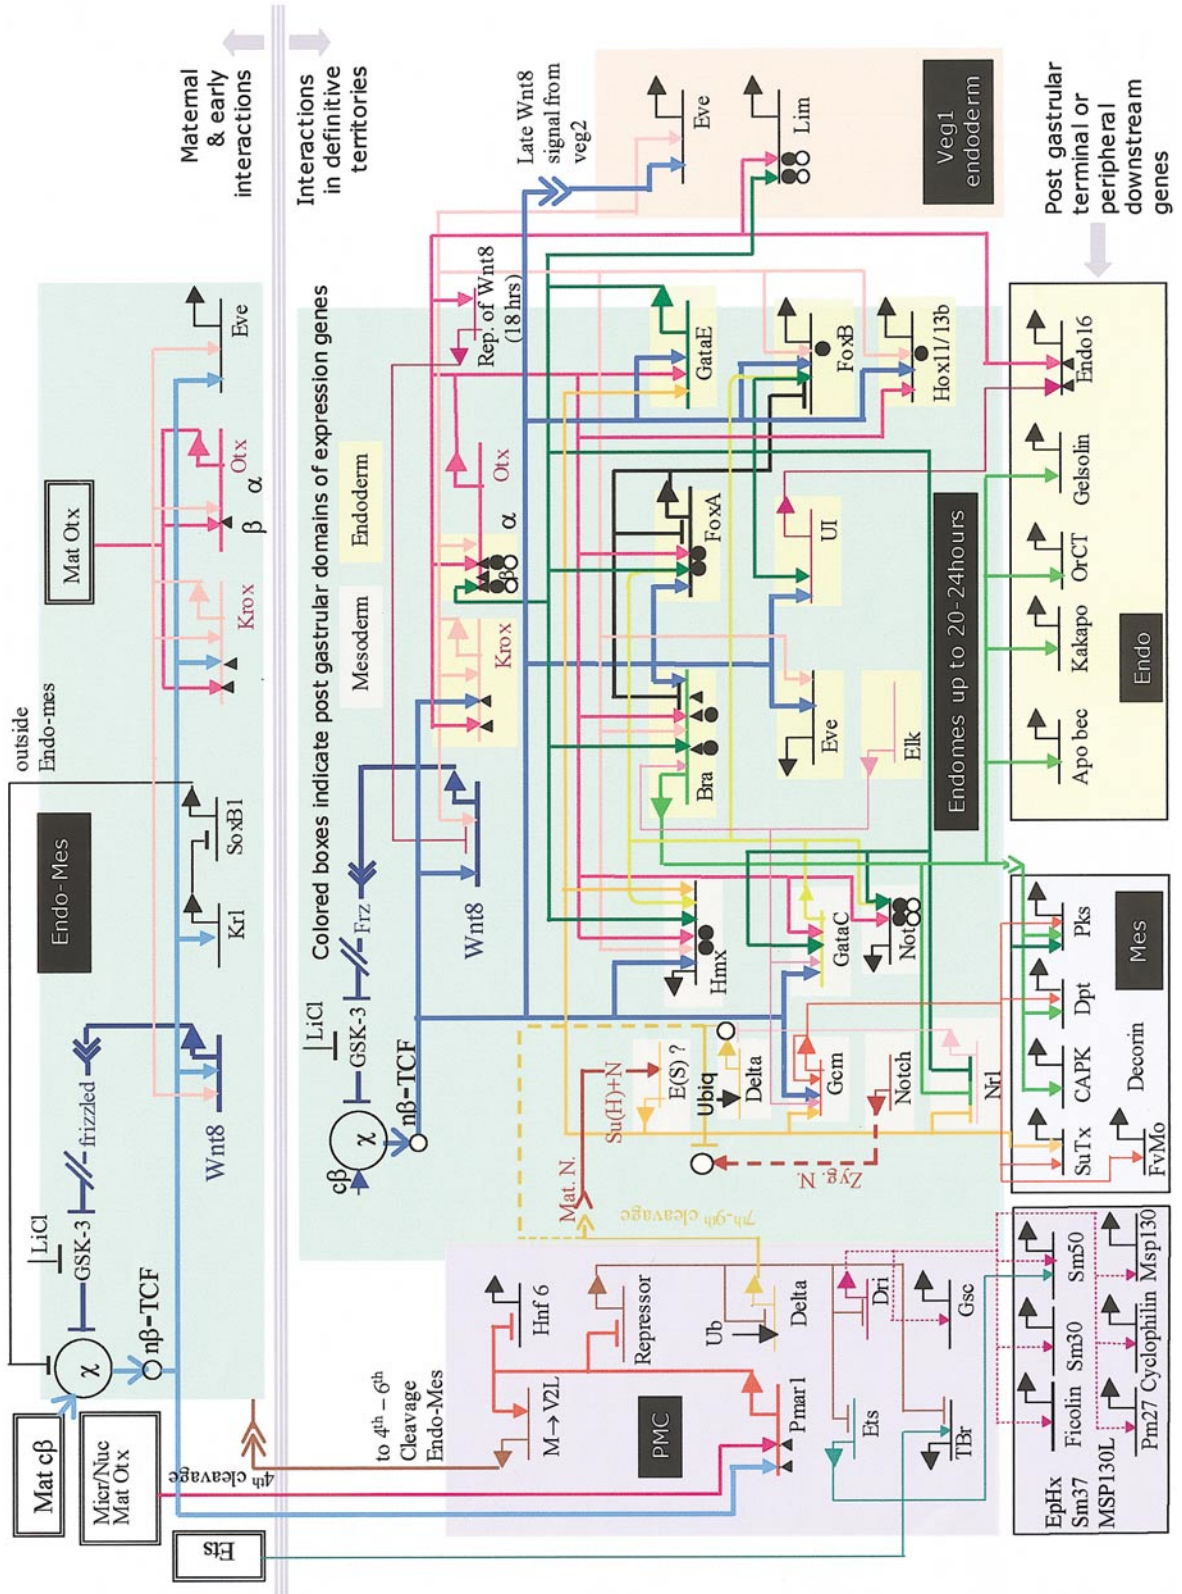 Maternal
& early
interactions
Interactions
in definitive
territories
Endo-Mes
outside
Endo-mes
Mat cβ
Micr/Nuc
Mat Otx
Ets
Mat Otx
LiCl
GSK-3
frizzled
χ
nβ-TCF
Wnt8
Krl
SoxB1
Krox
Otx
β
α
Eve
4th cleavage
Colored boxes indicate post gastrular domains of expression genes
Mesoderm
Endoderm
LiCl
GSK-3
Frz
cβ
χ
nβ-TCF
Wnt8
Krox
Otx
β
α
Rep. of Wnt8
(18 hrs)
Late Wnt8
signal from
veg2
Eve
Lim
Veg1
endoderm
to 4th – 6th
Cleavage
Endo-Mes
PMC
Hnf 6
M → V2L
Repressor
Pmar1
Ub
Delta
Ets
Dri
TBr
Gsc
7th-9th cleavage
Mat. N.
Su(H)+N
Zyg. N.
E(S) ?
Ubiq
Delta
Gcm
Notch
Nrl
Hmx
GataC
Not
Bra
FoxA
GataE
FoxB
Hox11/13b
Eve
UI
Elk
Endomes up to 20-24hours
Post gastrular
terminal or
peripheral
downstream
genes
EpHx
Sm37
MSP130L
Ficolin
Sm30
Sm50
Pm27
Cyclophilin
Msp130
SuTx
CAPK
Dpt
Pks
FvMo
Decorin
Mes
Apo bec
Kakapo
OrCT
Gelsolin
Endo16
Endo